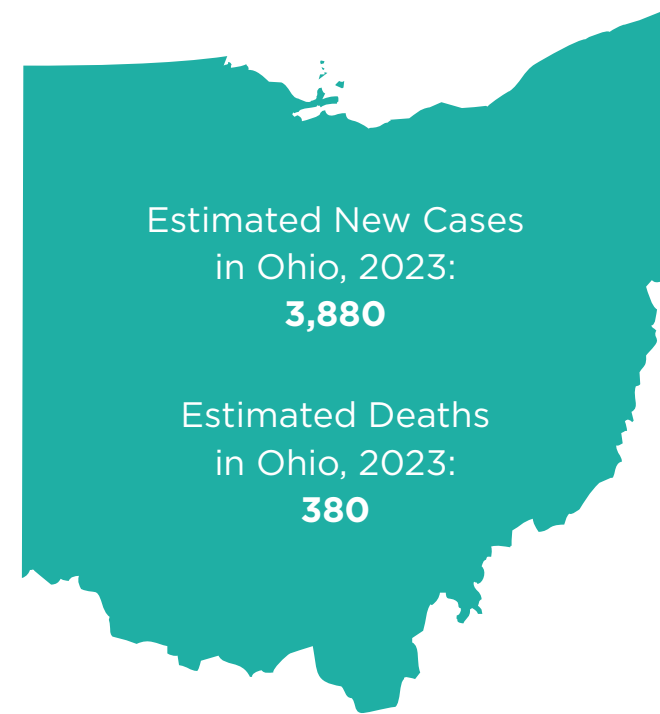 Estimated New Cases
in Ohio, 2023:
3,880
Estimated Deaths
in Ohio, 2023:
380